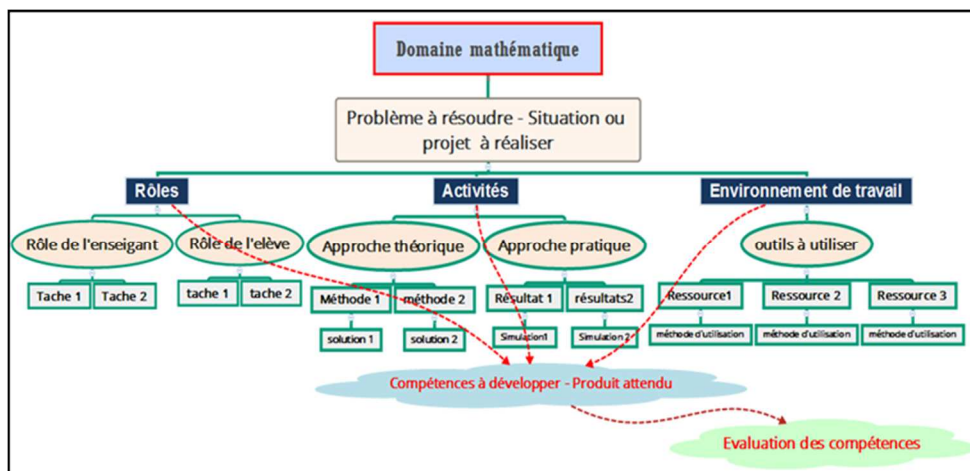 Domaine mathématique
Problème à résoudre - Situation ou
projet à réaliser
Rôles
Activités
Environnement de travail
Rôle de l'enseigant
Rôle de l'elève
Approche théorique
Approche pratique
outils à utiliser
Tache 1
Tache 2
tache 1
tache 2
Méthode 1
méthode 2
Résultat 1
résultats2
Ressource1
Ressource 2
Ressource 3
solution 1
solution 2
Simulation1
Simulation 2
méthode d'utilisation
méthode d'utilisation
méthode d'utilisation
Compétences à développer - Produit attendu
Evaluation des compétences